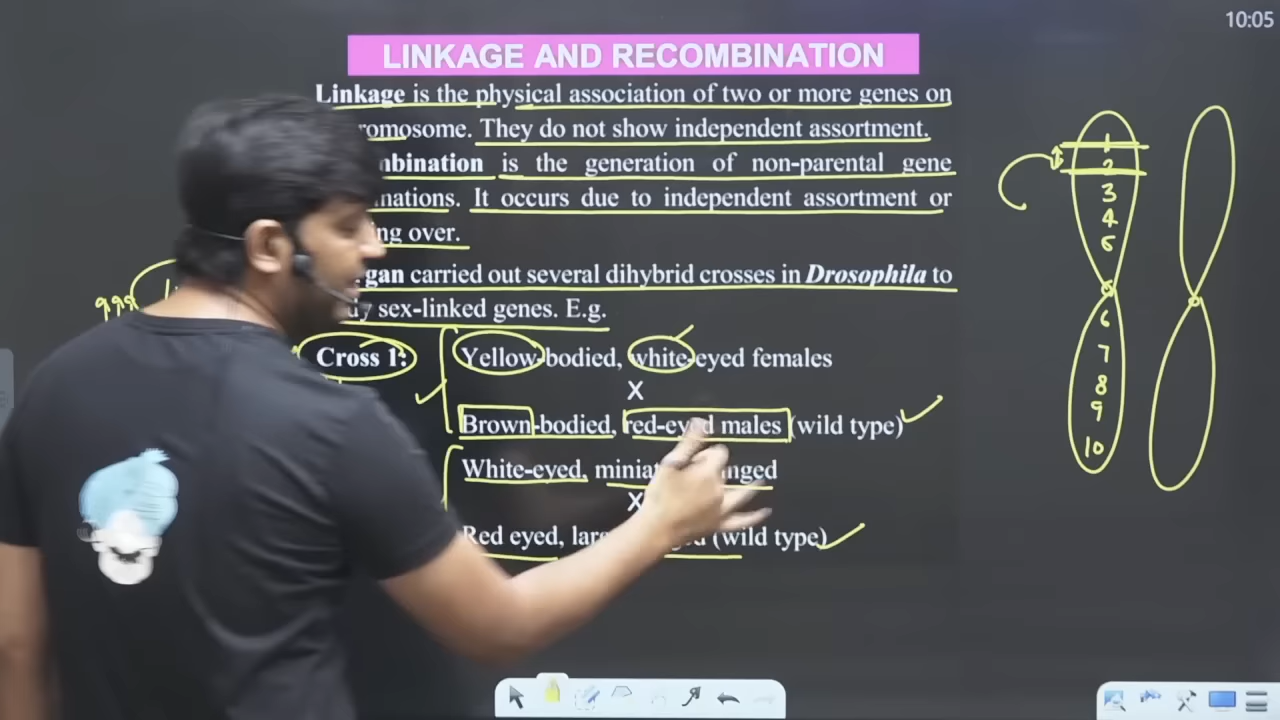 10:05
LINKAGE AND RECOMBINATION
Linkage is the physical association of two or more genes on
romosome. They do not show independent assortment.
mbination is the generation of non-parental gene
nations. It occurs due to independent assortment or
ng over.
gan carried out several dihybrid crosses in Drosophila to
sex-linked genes. E.g.
Cross 1: Yellow-bodied, white-eyed females
X
Brown-bodied, red-eyed males (wild type)
White-eyed, nged
X
Red eyed, (wild type)
1
2
3
4
5
6
7
8
9
10